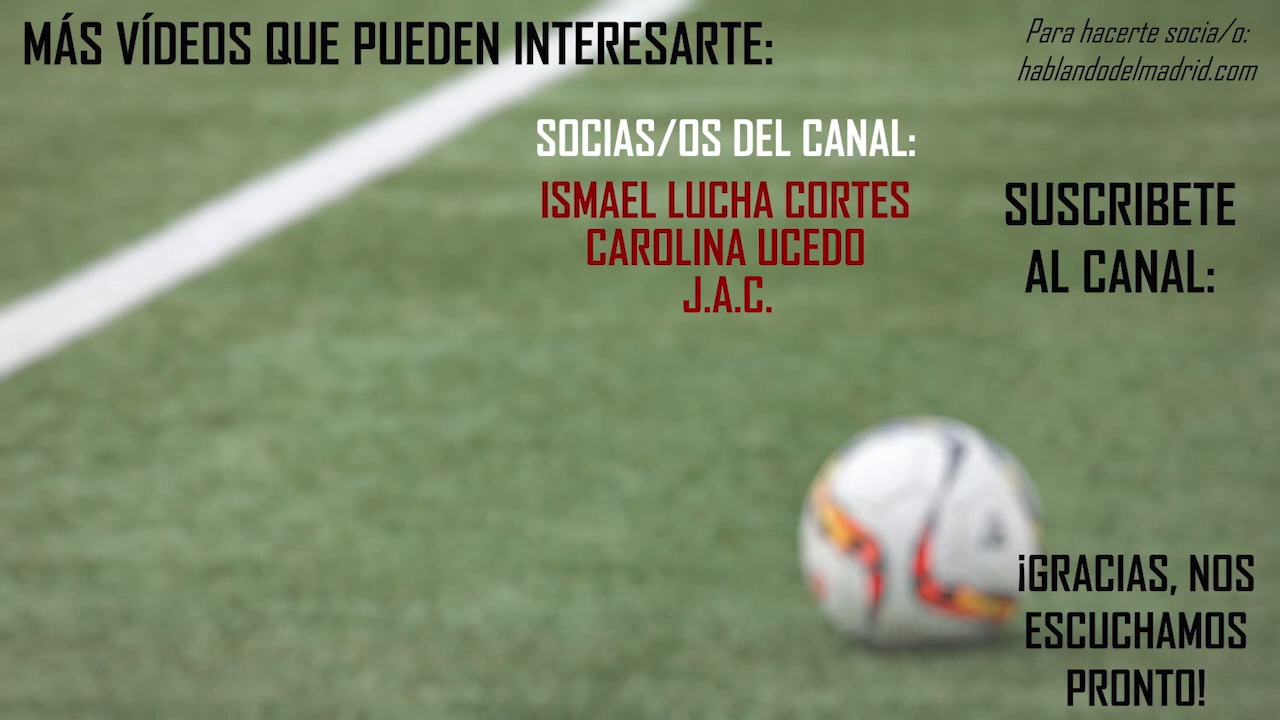 MÁS VÍDEOS QUE PUEDEN INTERESARTE:
Para hacerte socia/o:
hablandodelmadrid.com
SOCIAS/OS DEL CANAL:
ISMAEL LUCHA CORTES
CAROLINA UCEDO
J.A.C.
SUSCRIBETE
AL CANAL:
¡GRACIAS, NOS
ESCUCHAMOS
PRONTO!